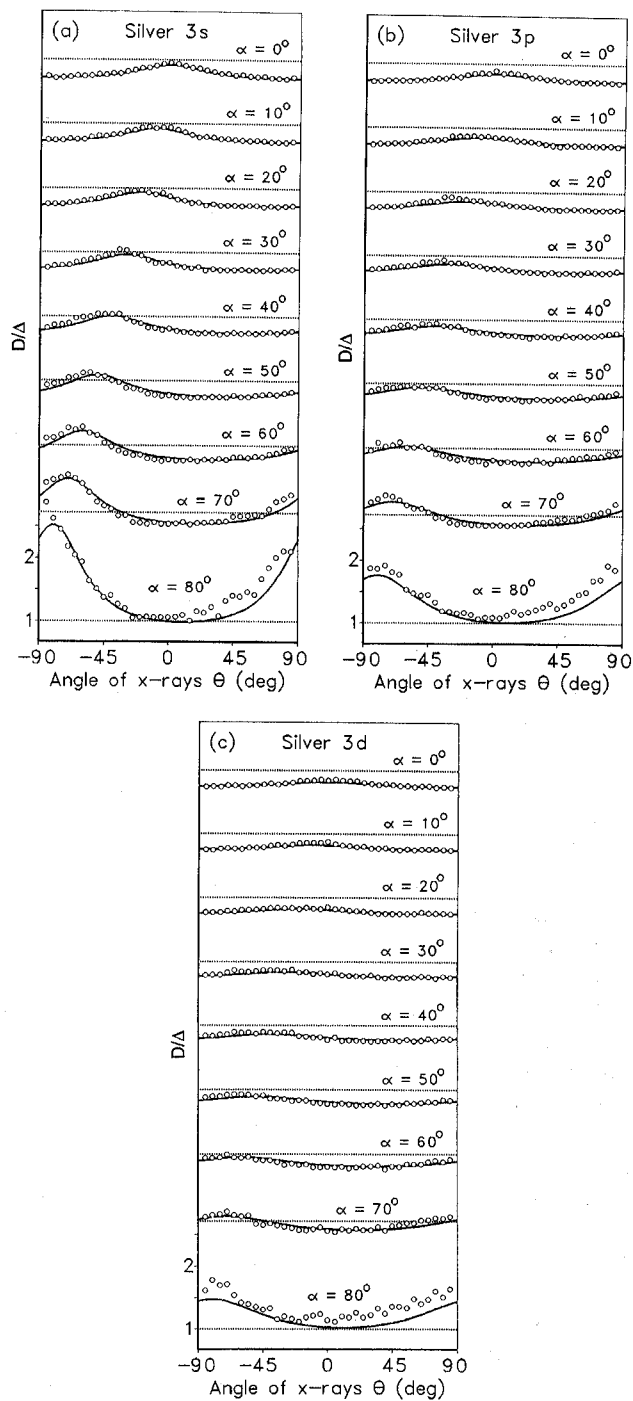 (a) Silver 3s
α = 0°
α = 10°
α = 20°
α = 30°
α = 40°
α = 50°
α = 60°
α = 70°
α = 80°
D/Δ
2
1
−90 −45 0 45 90
Angle of x−rays θ (deg)
(b) Silver 3p
α = 0°
α = 10°
α = 20°
α = 30°
α = 40°
α = 50°
α = 60°
α = 70°
α = 80°
D/Δ
2
1
−90 −45 0 45 90
Angle of x−rays θ (deg)
(c) Silver 3d
α = 0°
α = 10°
α = 20°
α = 30°
α = 40°
α = 50°
α = 60°
α = 70°
α = 80°
D/Δ
2
1
−90 −45 0 45 90
Angle of x−rays θ (deg)